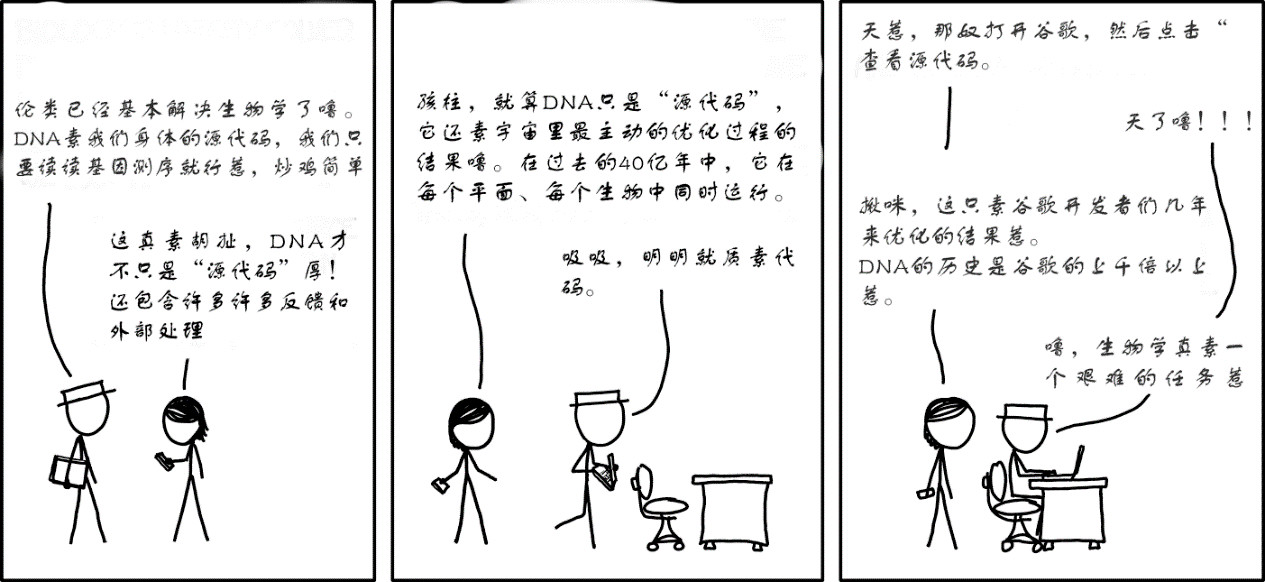 伦类已经基本解决生物学了噜。
DNA素我们身体的源代码，我们只
要读读基因测序就行惹，炒鸡简单
这真素胡扯，DNA才
不只是“源代码”厚！
还包含许多许多反馈和
外部处理
孩柱，就算DNA只是“源代码”，
它还素宇宙里最主动的优化过程的
结果噜。在过去的40亿年中，它在
每个平面、每个生物中同时运行。
吸吸，明明就质素代
码。
天惹，那奴打开谷歌，然后点击“
查看源代码。
天了噜！！！
揪咪，这只素谷歌开发者们几年
来优化的结果惹。
DNA的历史是谷歌的上千倍以上
惹。
噜，生物学真素一
个艰难的任务惹